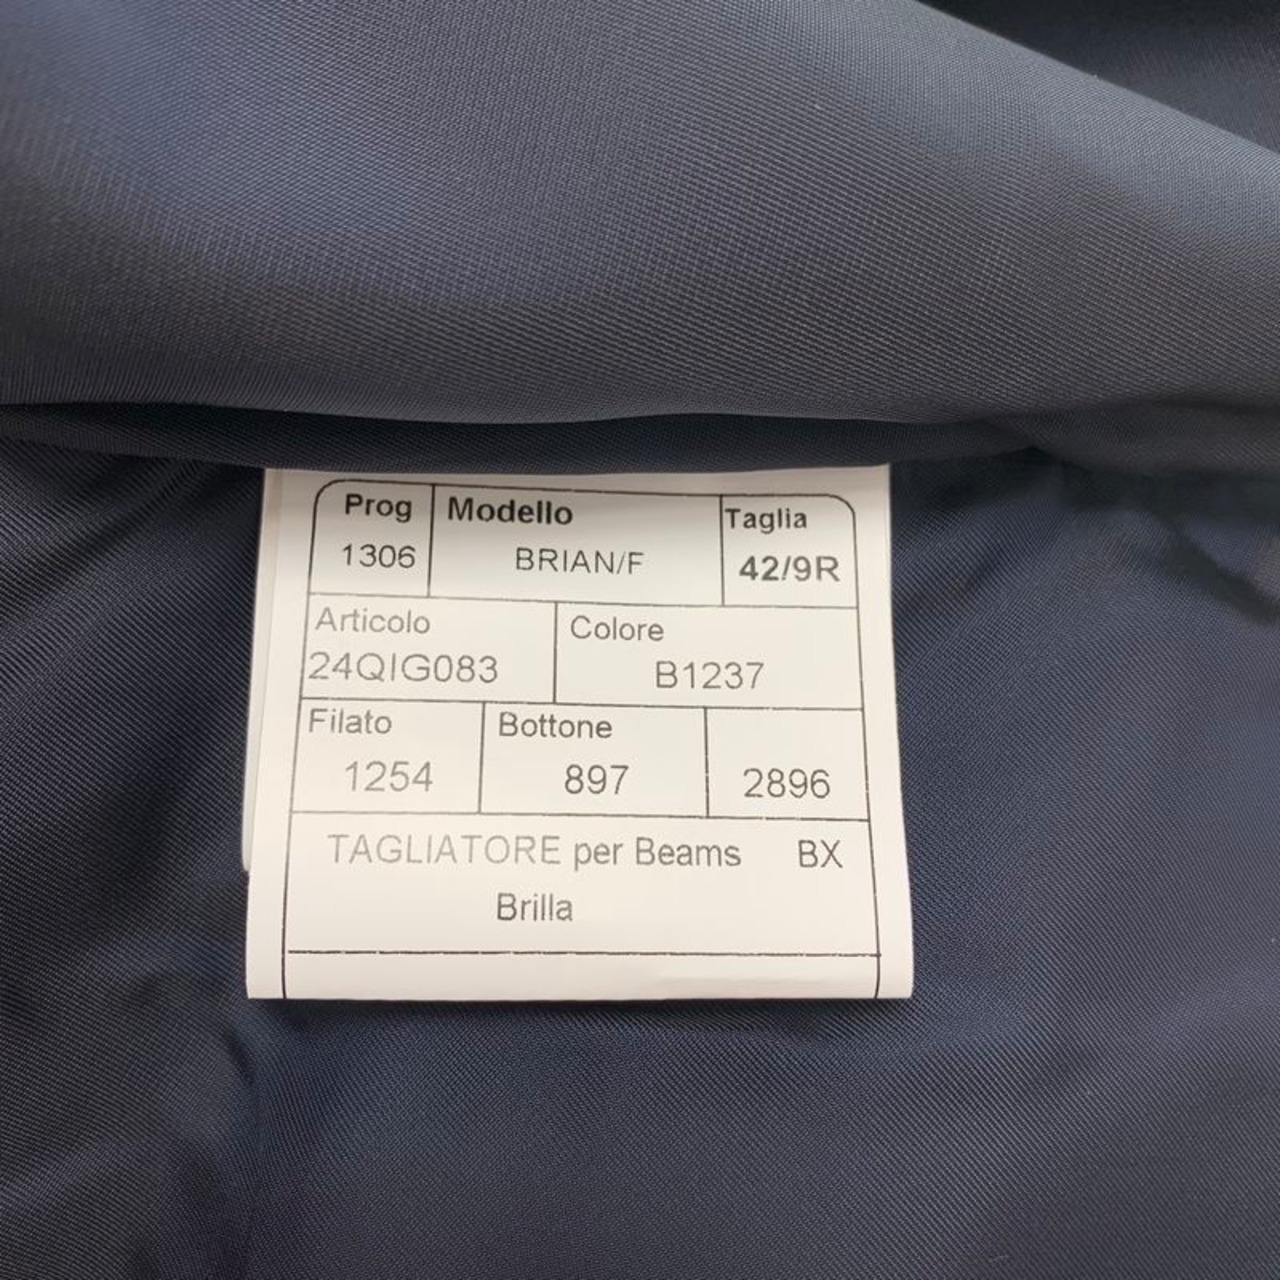 Prog Modello Taglia
1306 BRIAN/F 42/9R
Articolo Colore
24QIG083 B1237
Filato Bottone
1254 897 2896
TAGLIATORE per Beams BX
Brilla